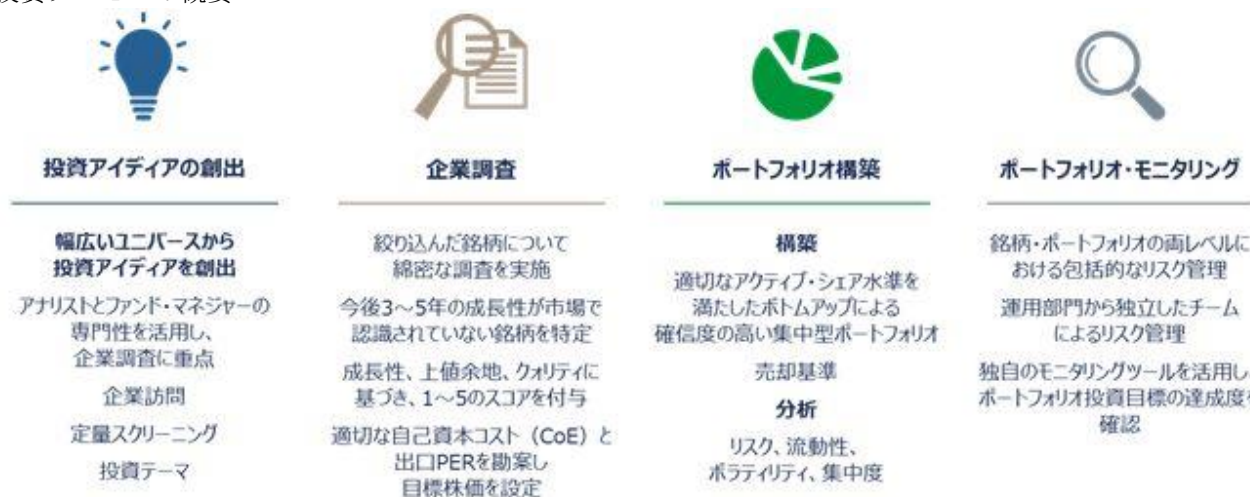 投資アイディアの創出
幅広いユニバースから
投資アイディアを創出
アナリストとファンド・マネジャーの
専門性を活用し、
企業調査に重点
企業訪問
定量スクリーニング
投資テーマ
企業調査
絞り込んだ銘柄について
綿密な調査を実施
今後3～5年の成長性が市場で
認識されていない銘柄を特定
成長性、上値余地、クォリティに
基づき、1～5のスコアを付与
適切な自己資本コスト（CoE）と
出口PERを勘案し
目標株価を設定
ポートフォリオ構築
構築
適切なアクティブ・シェア水準を
満たしたボトムアップによる
確信度の高い集中型ポートフォリオ
売却基準
分析
リスク、流動性、
ボラティリティ、集中度
ポートフォリオ・モニタリング
銘柄・ポートフォリオの両レベルに
おける包括的なリスク管理
運用部門から独立したチーム
によるリスク管理
独自のモニタリングツールを活用し
ポートフォリオ投資目標の達成度を
確認